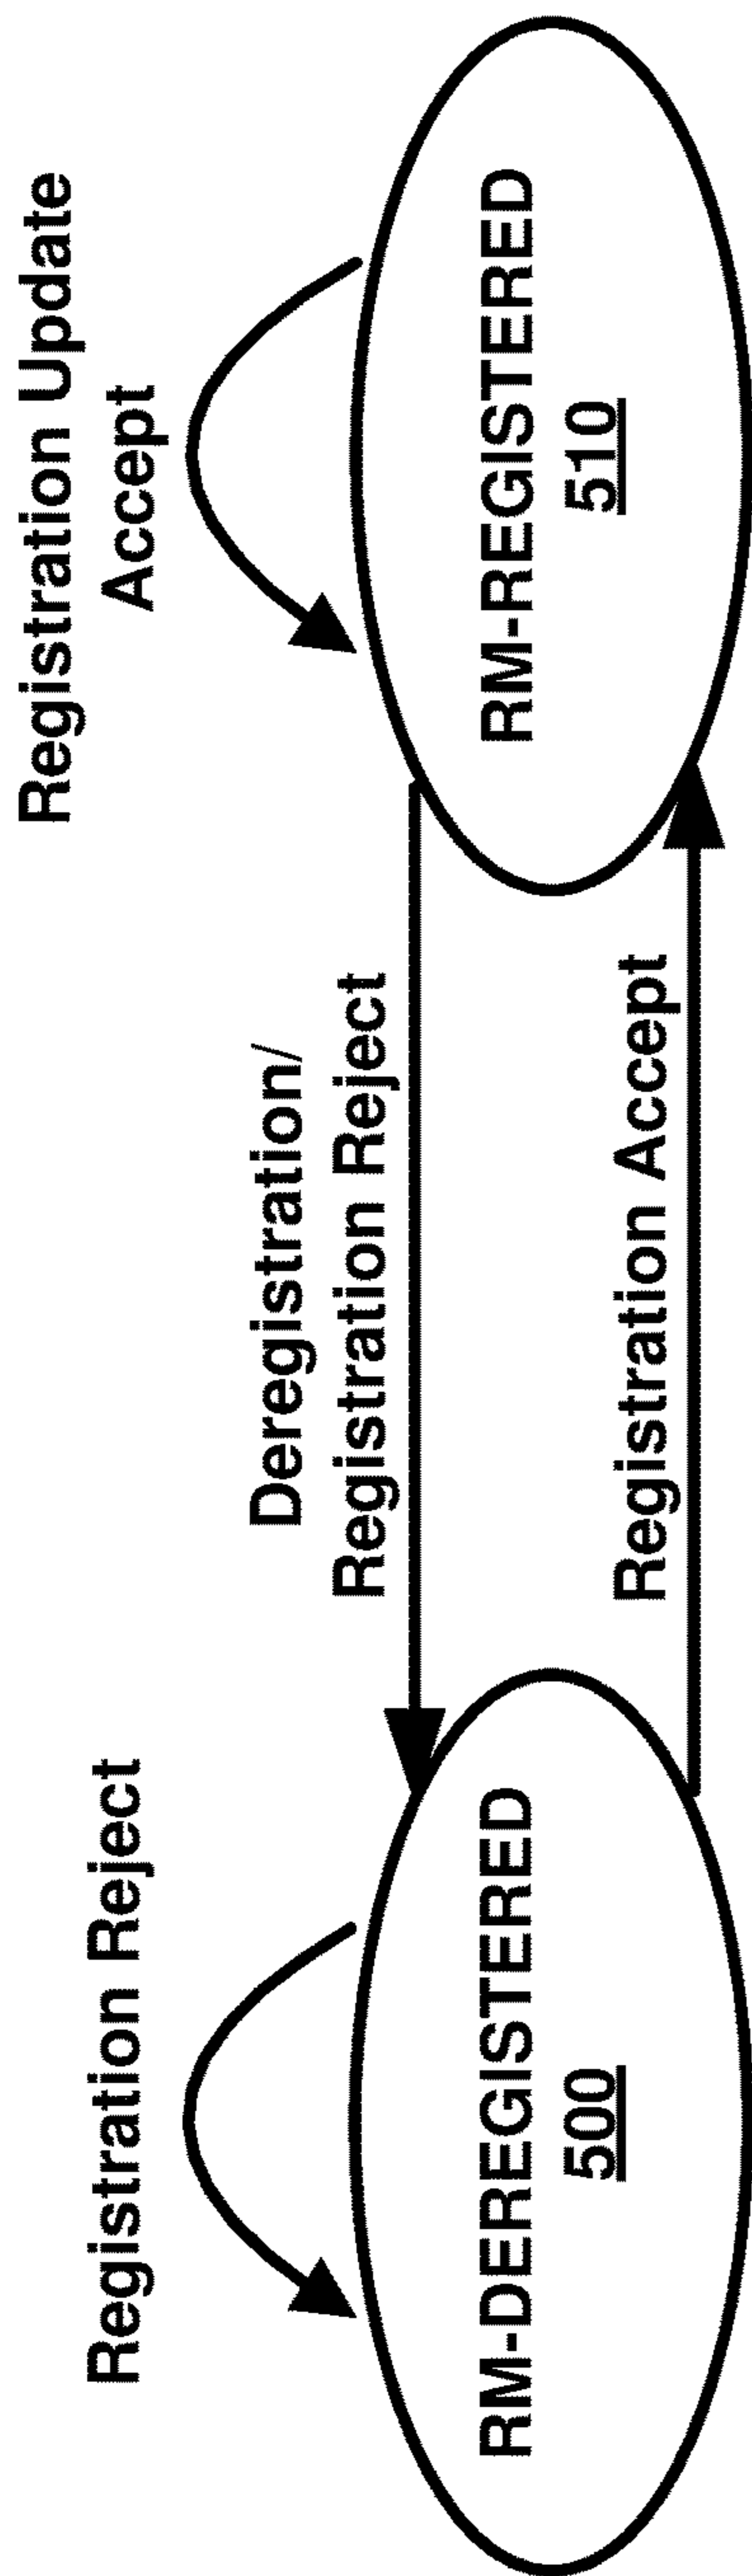 Registration Reject
RM-DEREGISTERED
500
Deregistration/
Registration Reject
Registration Accept
Registration Update
Accept
RM-REGISTERED
510